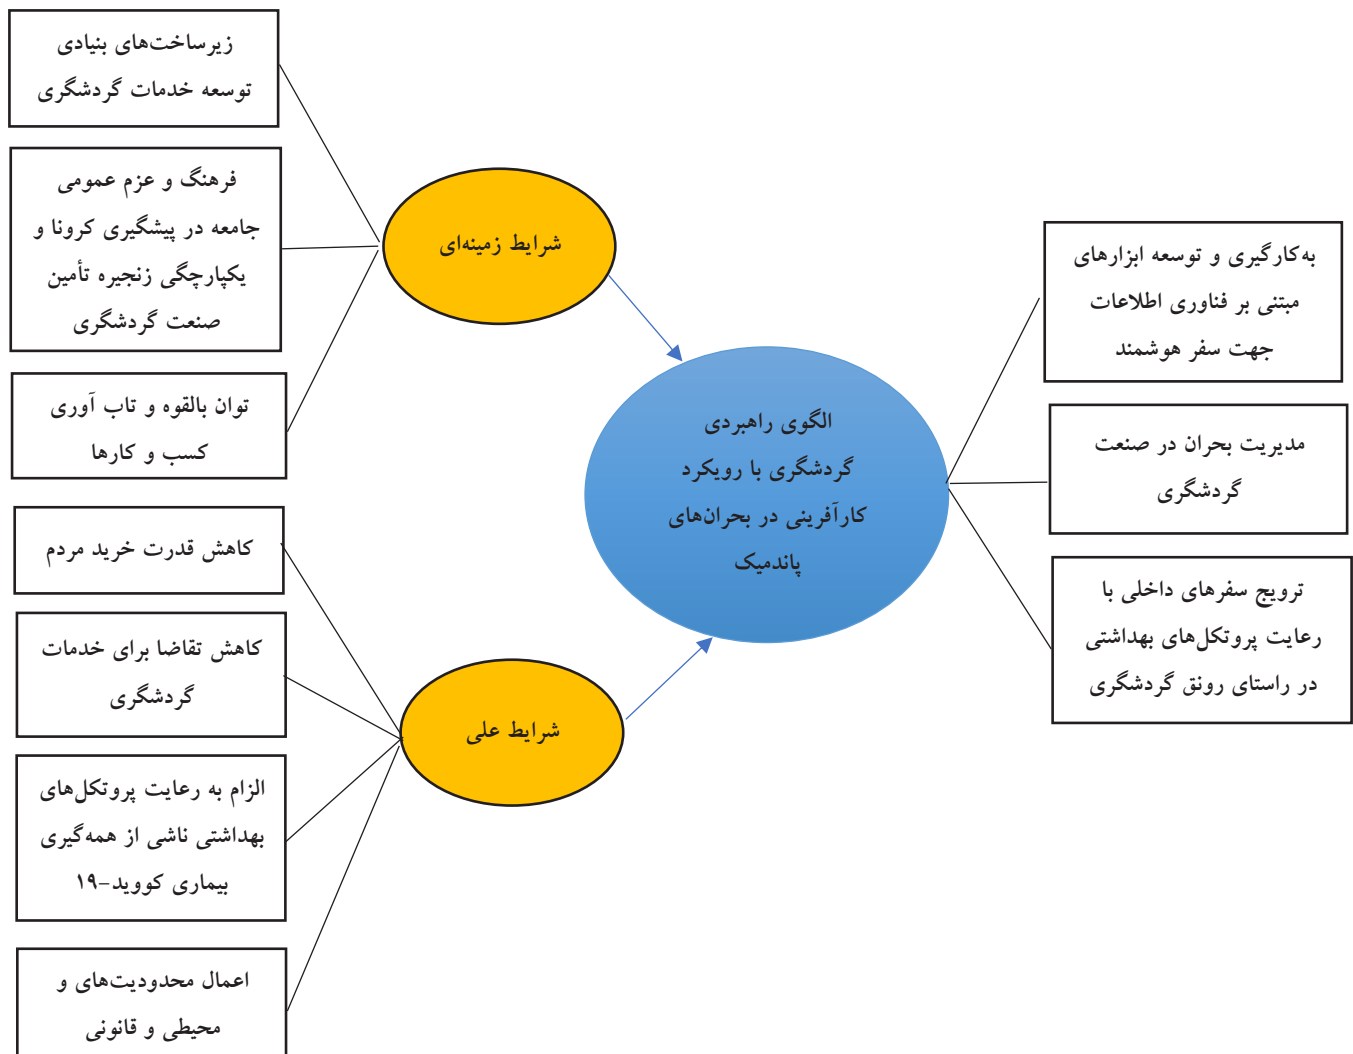 زیرساخت‌های بنیادی
توسعه خدمات گردشگری
فرهنگ و عزم عمومی
جامعه در پیشگیری کرونا و
یکپارچگی زنجیره تأمین
صنعت گردشگری
توان بالقوه و تاب آوری
کسب و کارها
شرایط زمینه‌ای
کاهش قدرت خرید مردم
کاهش تقاضا برای خدمات
گردشگری
الزام به رعایت پروتکل‌های
بهداشتی ناشی از همه‌گیری
بیماری کووید-۱۹
اعمال محدودیت‌های و
محیطی و قانونی
شرایط علی
الگوی راهبردی
گردشگری با رویکرد
کارآفرینی در بحران‌های
پاندمیک
به‌کارگیری و توسعه ابزارهای
مبتنی بر فناوری اطلاعات
جهت سفر هوشمند
مدیریت بحران در صنعت
گردشگری
ترویج سفرهای داخلی با
رعایت پروتکل‌های بهداشتی
در راستای رونق گردشگری